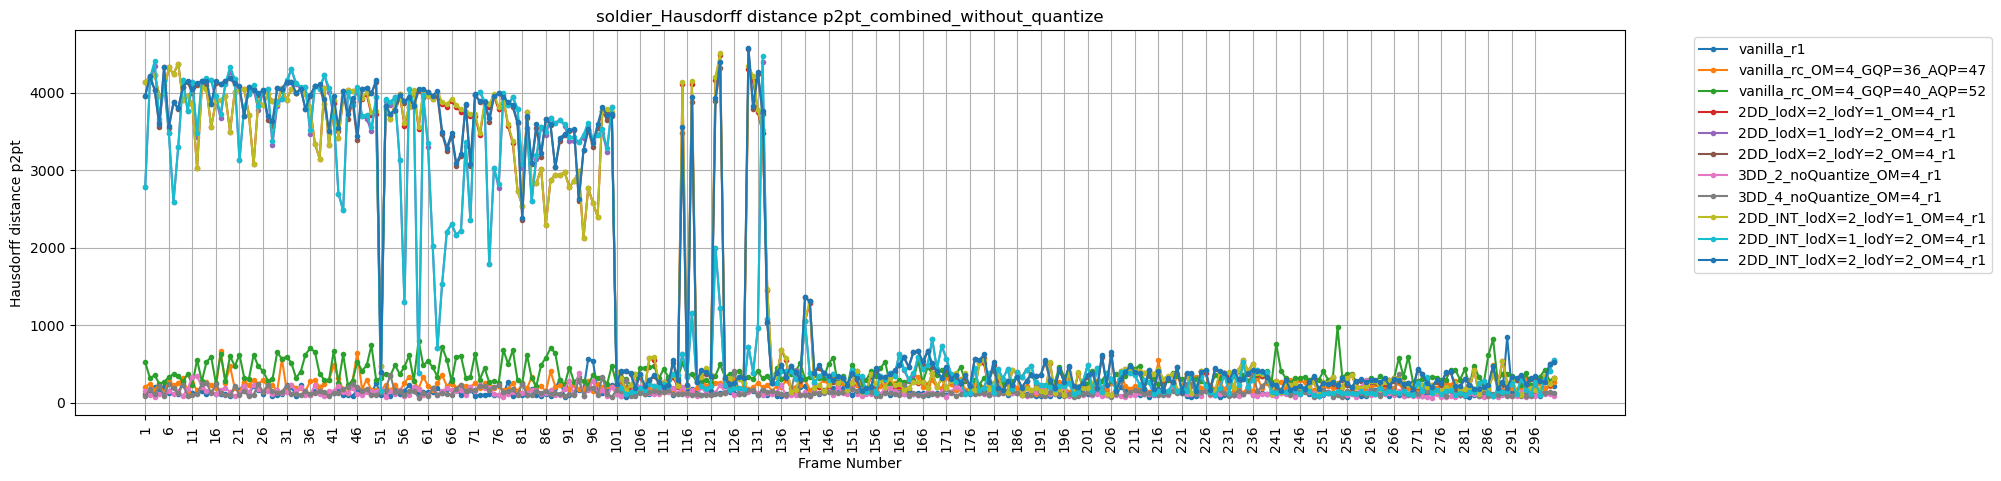 soldier_Hausdorff distance p2pt_combined_without_quantize
Hausdorff distance p2pt
4000
3000
2000
1000
0
1 6 11 16 21 26 31 36 41 46 51 56 61 66 71 76 81 86 91 96 101 106 111 116 121 126 131 136 141 146 151 156 161 166 171 176 181 186 191 196 201 206 211 216 221 226 231 236 241 246 251 256 261 266 271 276 281 286 291 296
Frame Number
vanilla_r1
vanilla_rc_OM=4_GQP=36_AQP=47
vanilla_rc_OM=4_GQP=40_AQP=52
2DD_lodX=2_lodY=1_OM=4_r1
2DD_lodX=1_lodY=2_OM=4_r1
2DD_lodX=2_lodY=2_OM=4_r1
3DD_2_noQuantize_OM=4_r1
3DD_4_noQuantize_OM=4_r1
2DD_INT_lodX=2_lodY=1_OM=4_r1
2DD_INT_lodX=1_lodY=2_OM=4_r1
2DD_INT_lodX=2_lodY=2_OM=4_r1